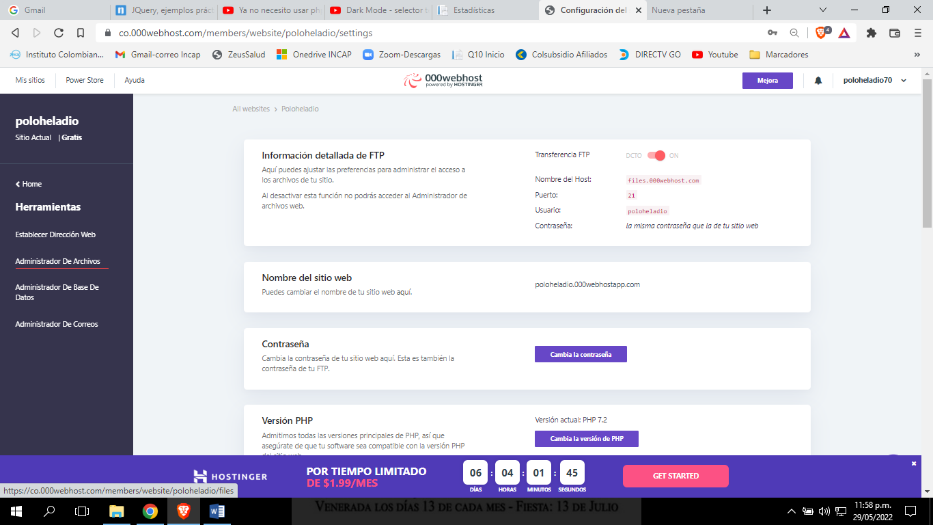 Gmail
JQuery, ejemplos prác
Ya no necesito usar ph
Dark Mode - selector t
Estadísticas
Configuración del
Nueva pestaña
co.000webhost.com/members/website/poloheladio/settings
Instituto Colombian...
Gmail-correo Incap
ZeusSalud
Onedrive INCAP
Zoom-Descargas
Q10 Inicio
Colsubsidio Afiliados
DIRECTV GO
Youtube
Marcadores
»
Mis sitios
Power Store
Ayuda
000webhost
powered by HOSTINGER
Mejora
poloheladio70
poloheladio
Sitio Actual | Gratis
Home
Herramientas
Establecer Dirección Web
Administrador De Archivos
Administrador De Base De
Datos
Administrador De Correos
All websites > Poloheladio
Información detallada de FTP
Aquí puedes ajustar las preferencias para administrar el acceso a
los archivos de tu sitio.
Al desactivar esta función no podrás acceder al Administrador de
archivos web.
Transferencia FTP
OCTO ON
Nombre del Host: files.000webhost.com
Puerto: 21
Usuario: poloheladio
Contraseña: la misma contraseña que la de tu sitio web
Nombre del sitio web
Puedes cambiar el nombre de tu sitio web aquí.
poloheladio.000webhostapp.com
Contraseña
Cambia la contraseña de tu sitio web aquí. Esta es también la
contraseña de tu FTP.
Cambia la contraseña
Versión PHP
Admitimos todas las versiones principales de PHP, así que
asegúrate de que tu software sea compatible con la versión PHP
del sitio web
Versión actual: PHP 7.2
Cambia la versión de PHP
HOSTINGER
POR TIEMPO LIMITADO
DE $1.99/MES
06 : 04 : 01 : 45
DÍAS HORAS MINUTOS SEGUNDOS
GET STARTED
https://co.000webhost.com/members/website/poloheladio/files
Venerada los días 13 de cada mes - Fiesta: 13 de Julio
11:58 p.m.
29/05/2022